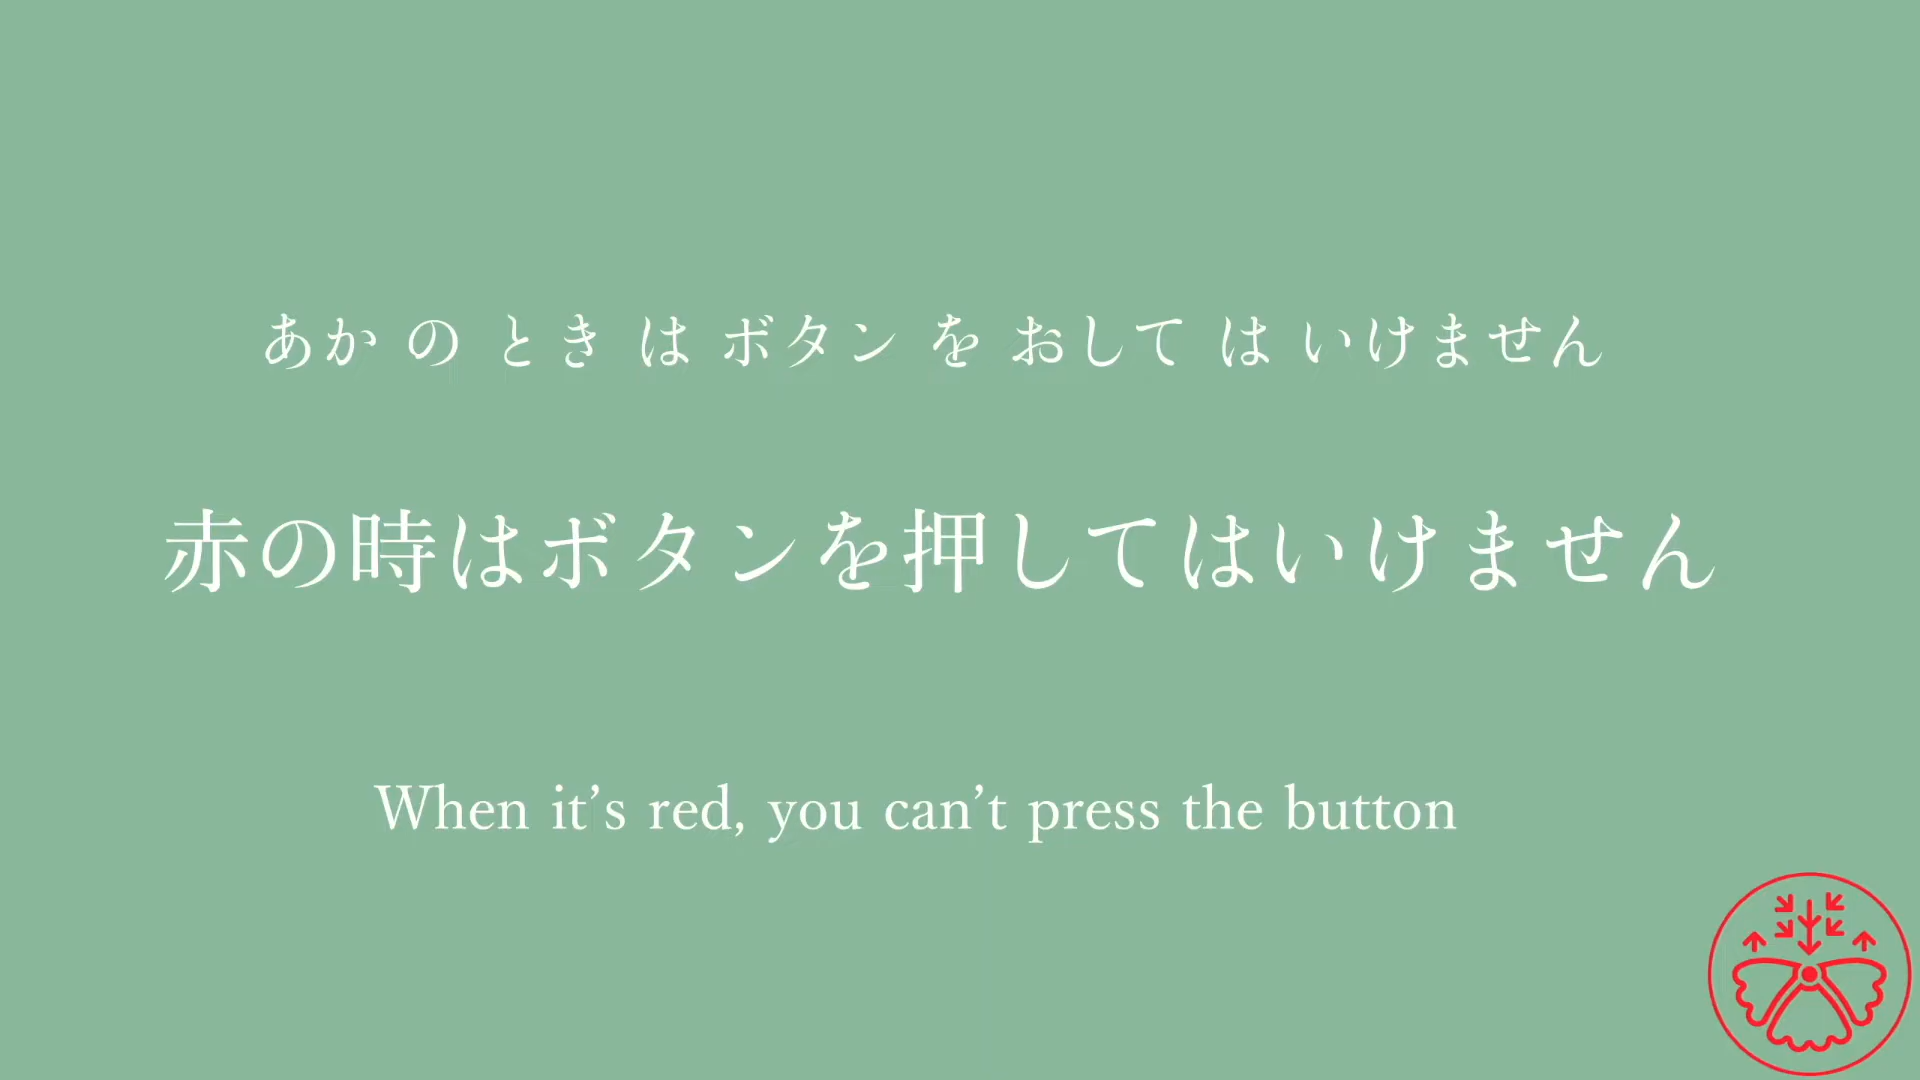 あか の とき は ボタン を おして は いけません
赤の時はボタンを押してはいけません
When it’s red, you can’t press the button